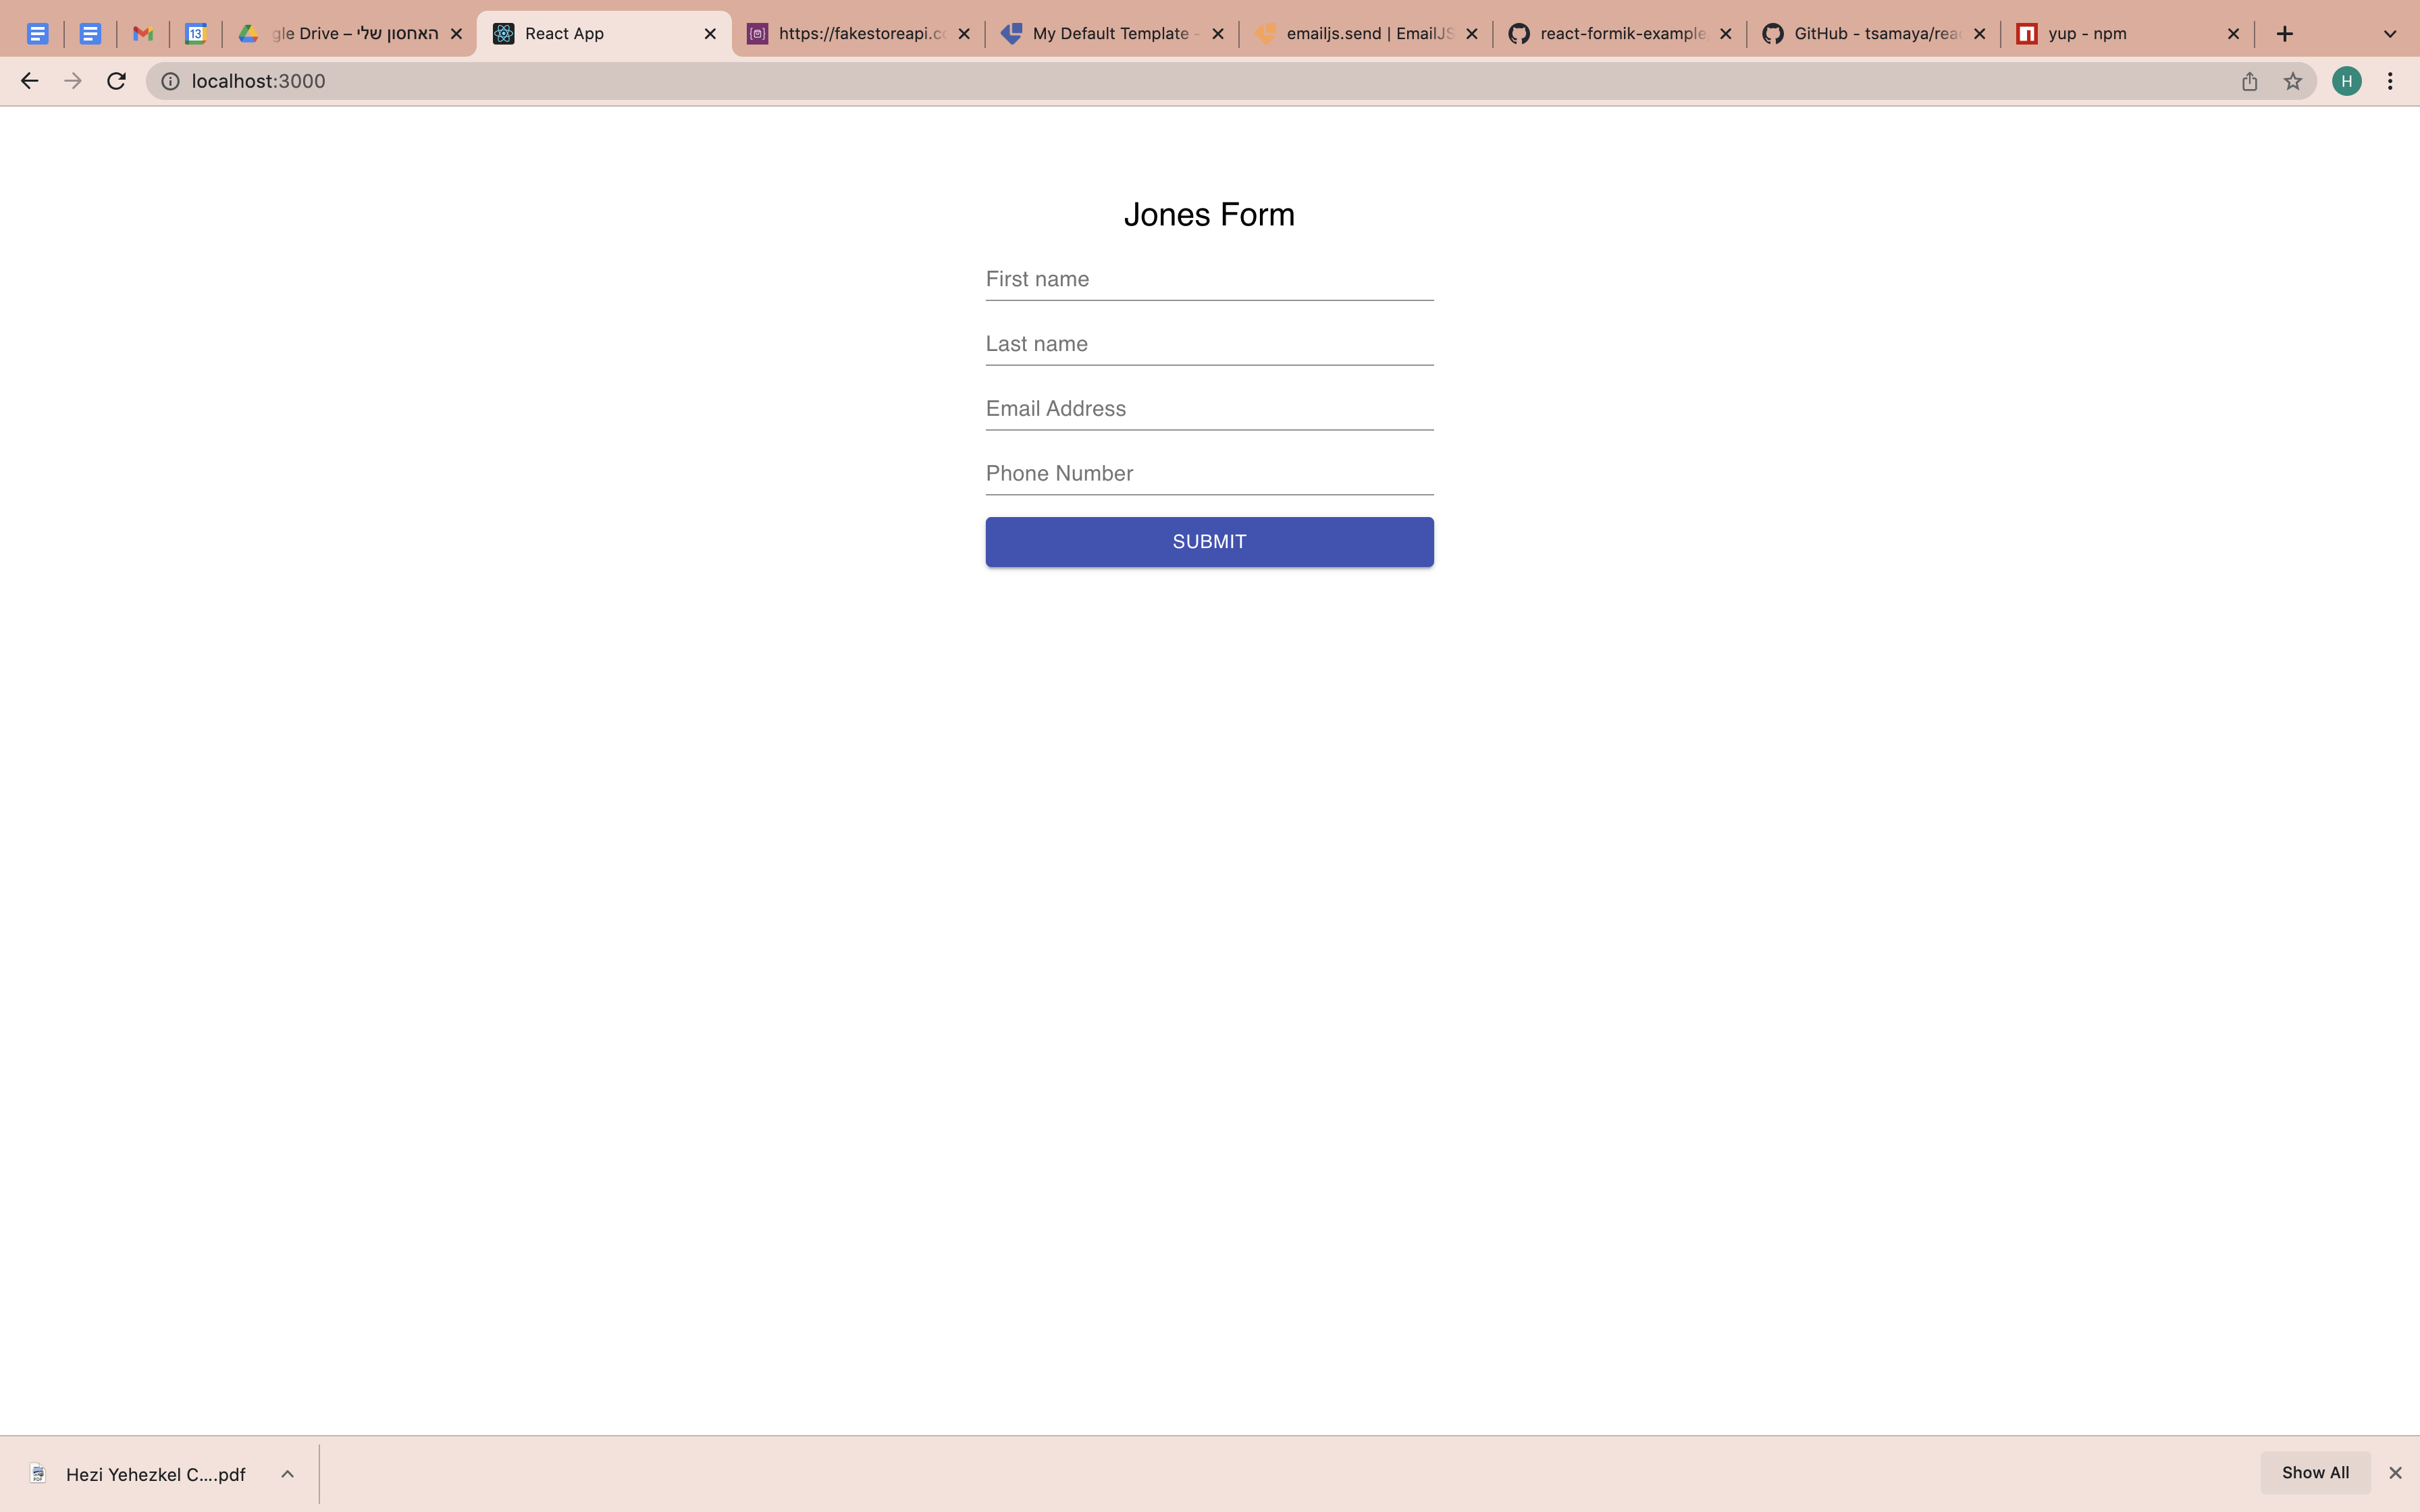 13
gle Drive – האחסון שלי
React App
https://fakestoreapi.c
My Default Template -
emailjs.send | EmailJS
react-formik-example
GitHub - tsamaya/reac
yup - npm
localhost:3000
H
Jones Form
First name
Last name
Email Address
Phone Number
SUBMIT
Hezi Yehezkel C....pdf
Show All